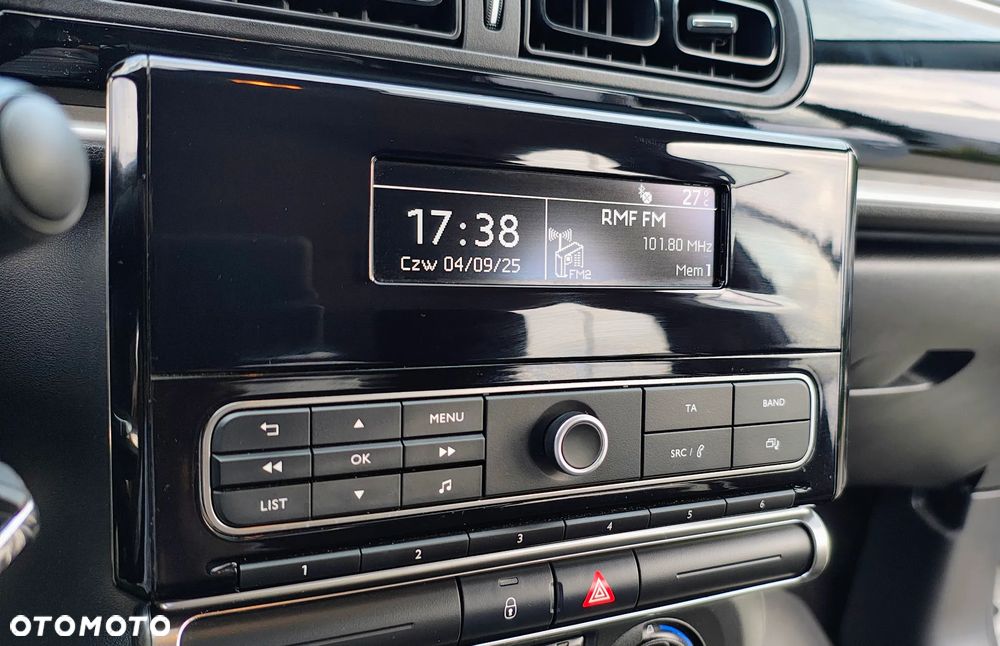 27°C
17:38
Czw 04/09/25
RMF FM
101.80 MHz
FM2
Mem 1
MENU
TA
BAND
OK
SRC /
LIST
1
2
3
4
5
6
OTOMOTO